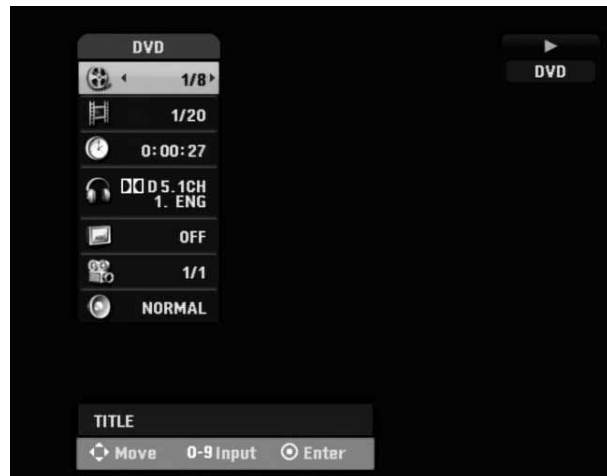 DVD
1/8
1/20
0:00:27
D 5.1CH
1. ENG
OFF
1/1
NORMAL
DVD
TITLE
Move 0-9 Input Enter